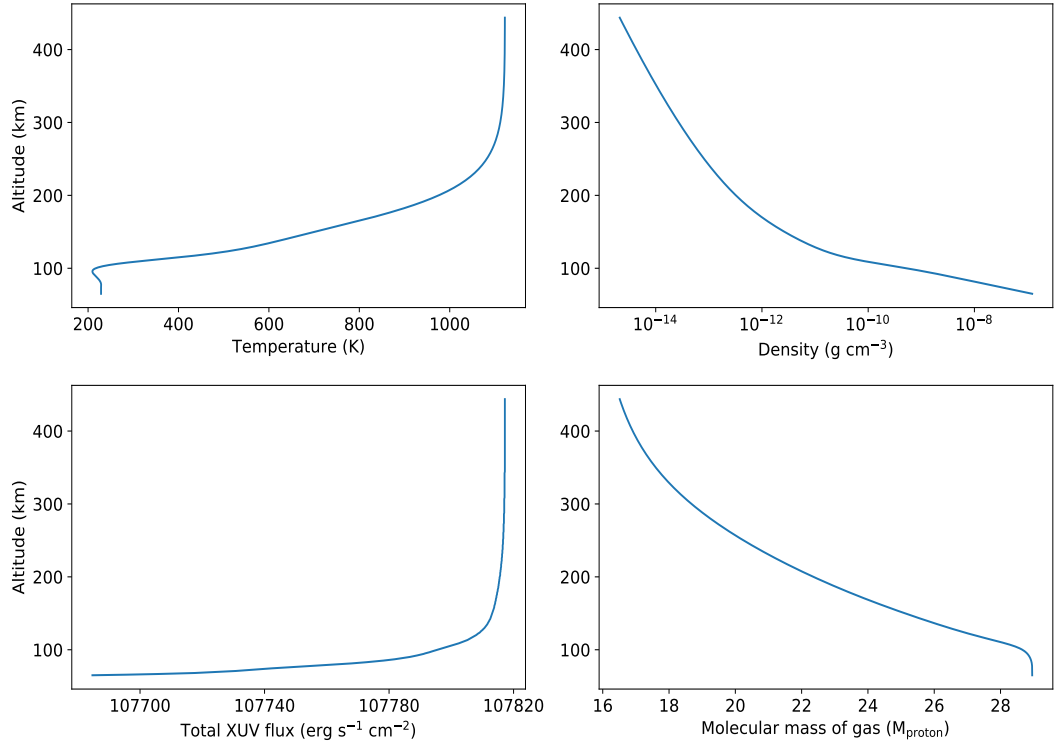 400
300
200
100
Altitude (km)
200 400 600 800 1000
Temperature (K)
400
300
200
100
10⁻¹⁴ 10⁻¹² 10⁻¹⁰ 10⁻⁸
Density (g cm⁻³)
400
300
200
100
Altitude (km)
107700 107740 107780 107820
Total XUV flux (erg s⁻¹ cm⁻²)
400
300
200
100
16 18 20 22 24 26 28
Molecular mass of gas (Mproton)